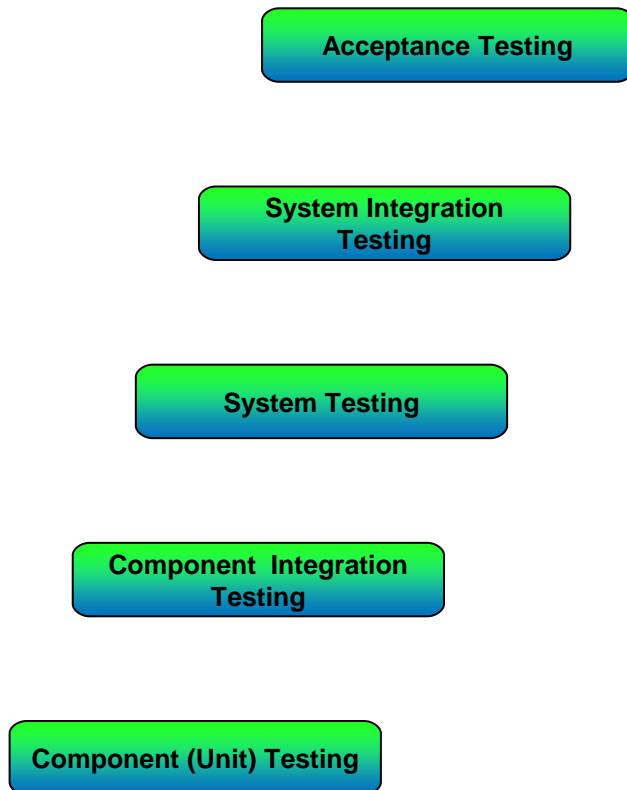 Acceptance Testing
System Integration
Testing
System Testing
Component  Integration
Testing
Component (Unit) Testing